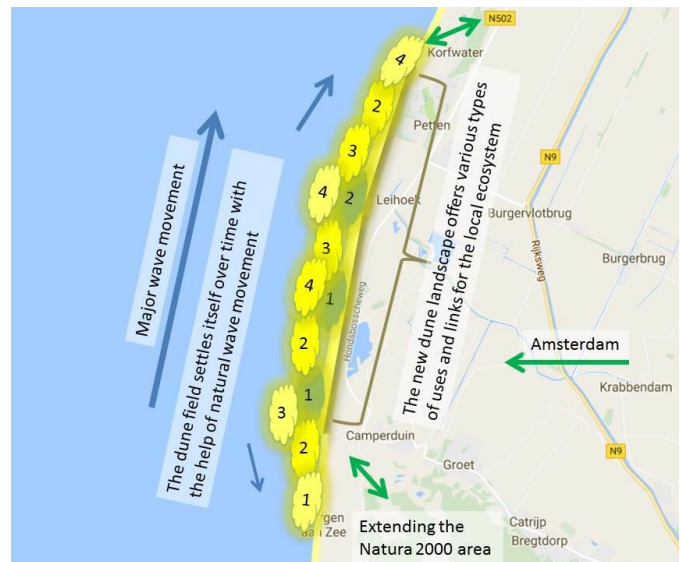 N502
Korfwater
4
2
Petten
3
4
2
Leihoek
3
4
1
2
1
3
2
1
Major wave movement
The dune field settles itself over time with
the help of natural wave movement
The new dune landscape offers various types
of uses and links for the local ecosystem
Hondsbosscheweg
N9
Burgervlotbrug
Rijksweg
Burgerbrug
Amsterdam
Krabbendam
Camperduin
Groet
N9
Catrijp
Bregtdorp
gen
aan Zee
Extending the
Natura 2000 area